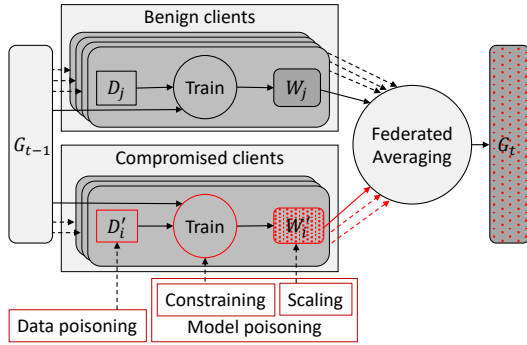 Benign clients
D_j
Train
W_j
G_{t-1}
Federated
Averaging
G_t
Compromised clients
D'_i
Train
W'_i
Data poisoning
Constraining
Scaling
Model poisoning